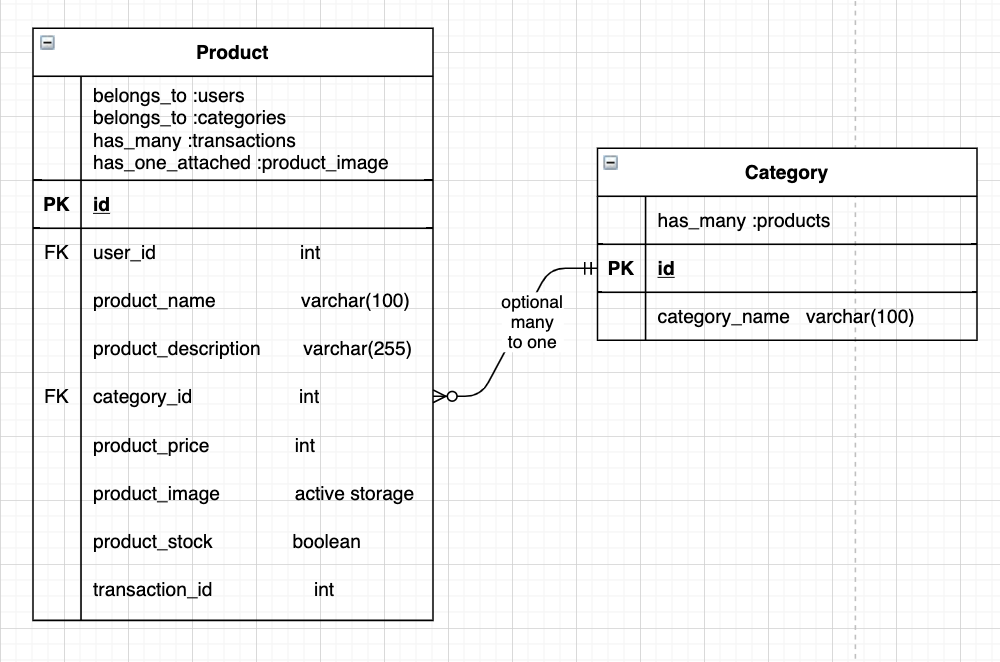 Product
belongs_to :users
belongs_to :categories
has_many :transactions
has_one_attached :product_image
PK id
FK user_id int
product_name varchar(100)
product_description varchar(255)
FK category_id int
product_price int
product_image active storage
product_stock boolean
transaction_id int
optional
many
to one
Category
has_many :products
PK id
category_name varchar(100)